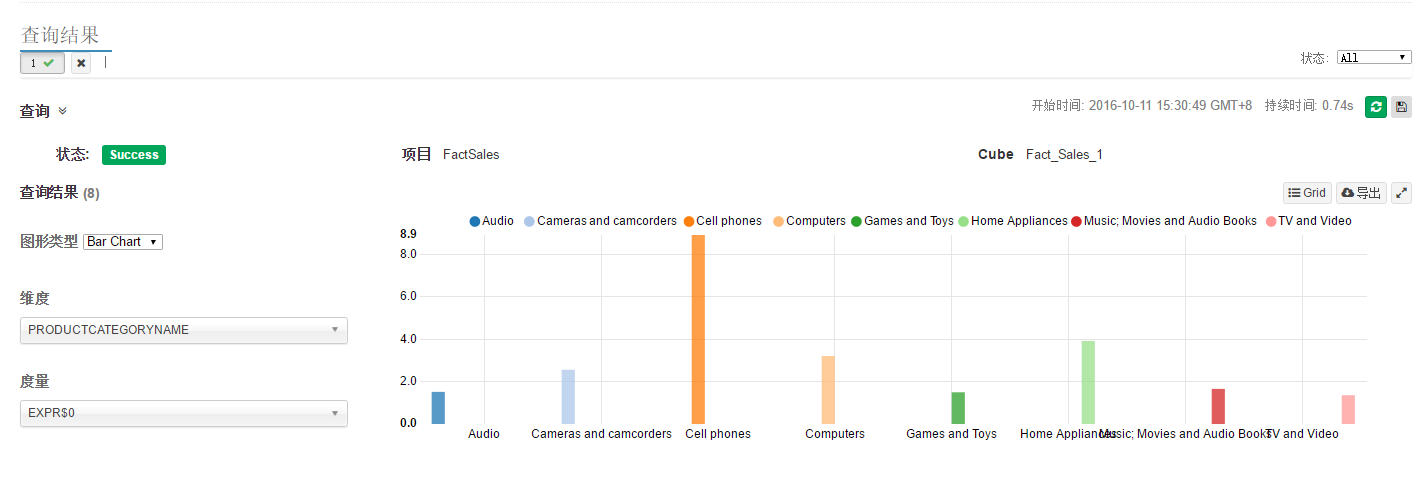 查询结果
1
状态: All
查询
开始时间: 2016-10-11 15:30:49 GMT+8 持续时间: 0.74s
状态: Success 项目 FactSales Cube Fact_Sales_1
查询结果 (8) Grid 导出
Audio Cameras and camcorders Cell phones Computers Games and Toys Home Appliances Music; Movies and Audio Books TV and Video
图形类型 Bar Chart
8.9
8.0
6.0
4.0
2.0
0.0
维度
PRODUCTCATEGORYNAME
度量
EXPR$0
Audio Cameras and camcorders Cell phones Computers Games and Toys Home Appliances Music; Movies and Audio Books TV and Video